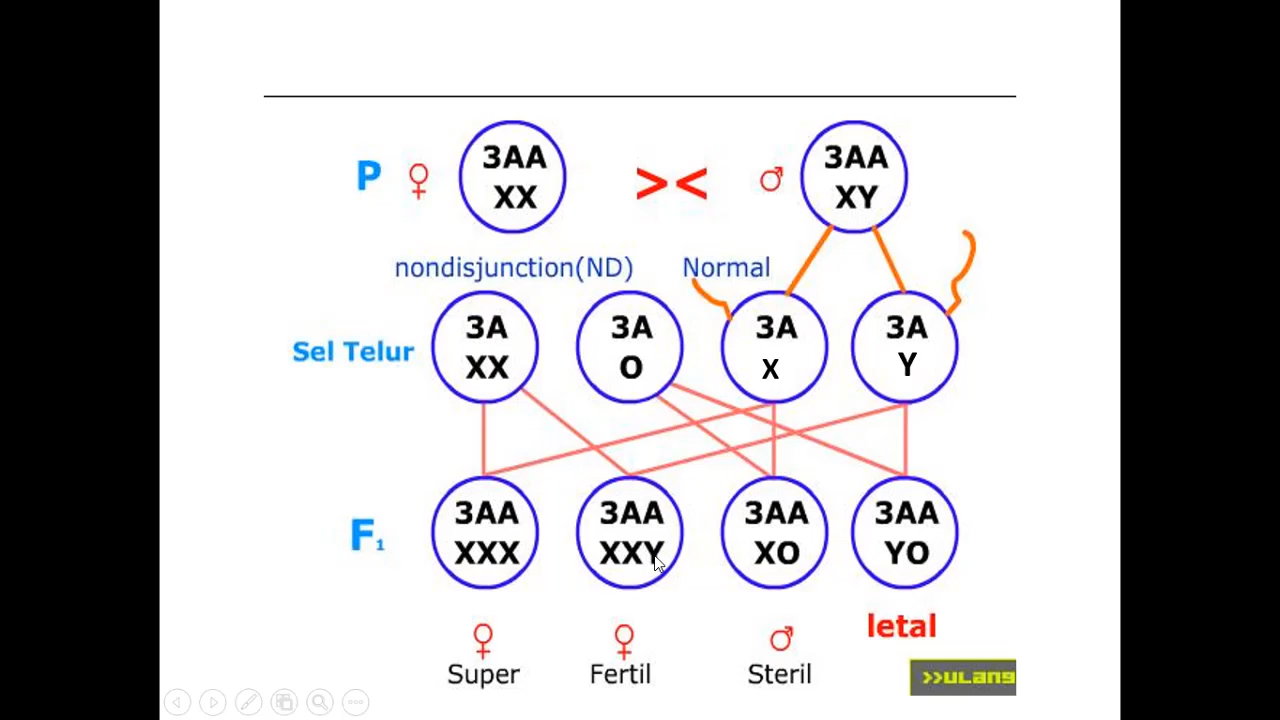 P ♀ 3AA XX >< ♂ 3AA XY
nondisjunction(ND) Normal
Sel Telur 3A XX 3A O 3A X 3A Y
F1 3AA XXX 3AA XXY 3AA XO 3AA YO
♀ ♀ ♂ letal
Super Fertil Steril
>>ULANG